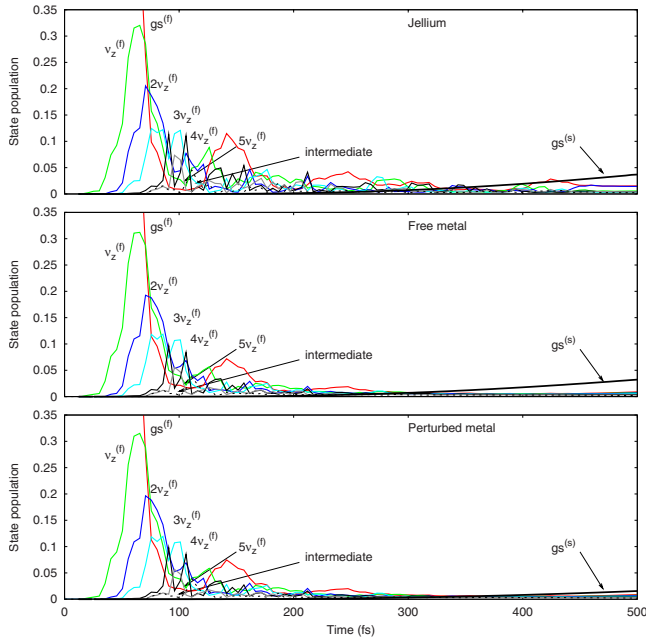 Jellium
State population
0.35
0.3
0.25
0.2
0.15
0.1
0.05
0
gs(f)
νz(f)
2νz(f)
3νz(f)
4νz(f)
5νz(f)
intermediate
gs(s)
Free metal
State population
0.35
0.3
0.25
0.2
0.15
0.1
0.05
0
gs(f)
νz(f)
2νz(f)
3νz(f)
4νz(f)
5νz(f)
intermediate
gs(s)
Perturbed metal
State population
0.35
0.3
0.25
0.2
0.15
0.1
0.05
0
gs(f)
νz(f)
2νz(f)
3νz(f)
4νz(f)
5νz(f)
intermediate
gs(s)
0 100 200 300 400 500
Time (fs)